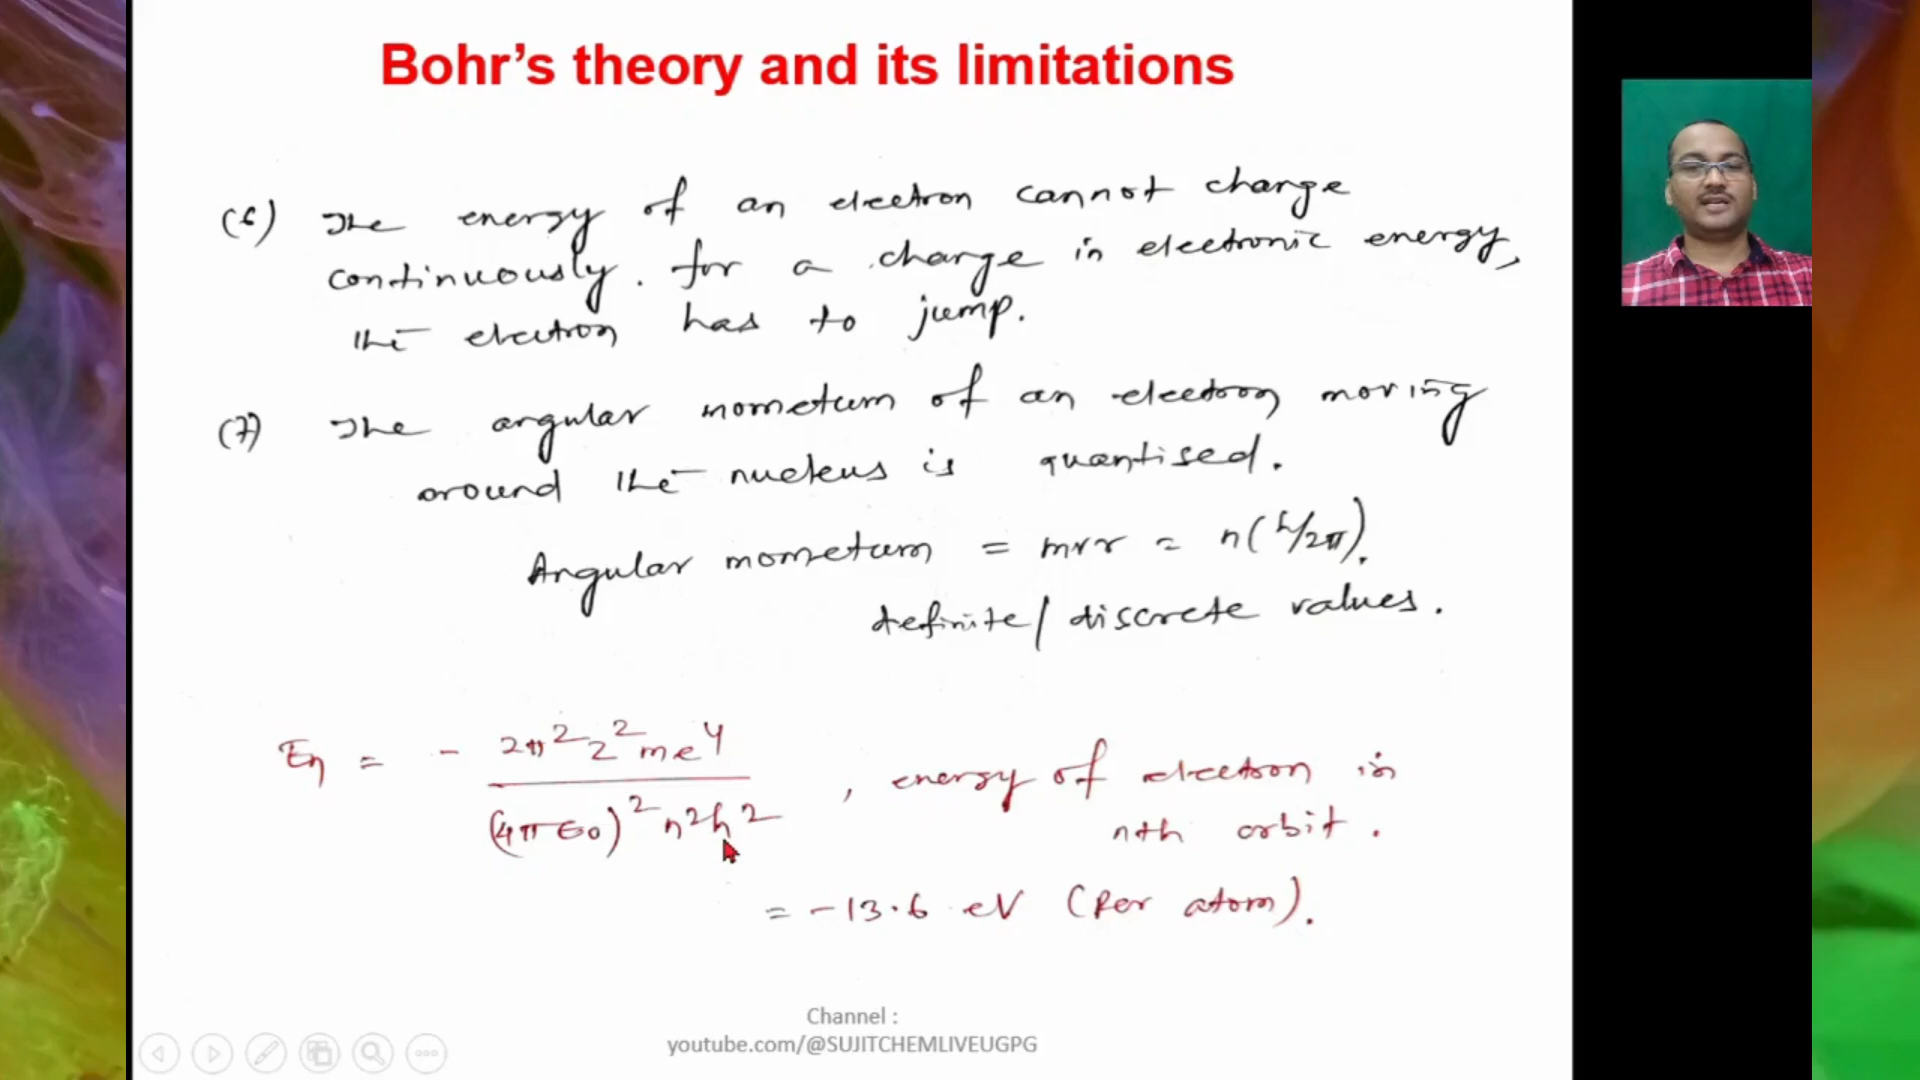 Bohr’s theory and its limitations
(6) The energy of an electron cannot change
continuously. for a change in electronic energy,
the electron has to jump.
(7) The angular mometum of an electron moving
around the nucleus is quantised.
Angular mometum = mvr = n(h/2π).
definite/discrete values.
En = - 2π²Z²me⁴ / (4πϵ₀)²n²h² , energy of electron in
nth orbit.
= -13.6 eV (Per atom).
Channel :
youtube.com/@SUJITCHEMLIVEUGPG